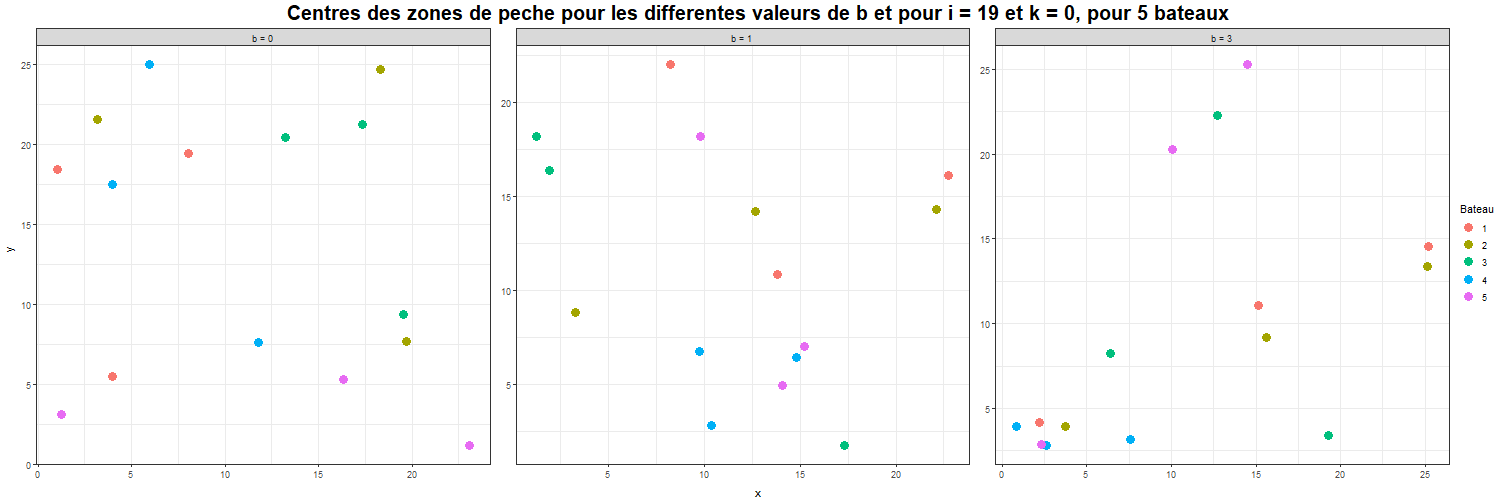 Centres des zones de peche pour les differentes valeurs de b et pour i = 19 et k = 0, pour 5 bateaux
b = 0
b = 1
b = 3
y
25
20
15
10
5
0
0 5 10 15 20
20
15
10
5
5 10 15 20
25
20
15
10
5
0 5 10 15 20 25
x
Bateau
1
2
3
4
5